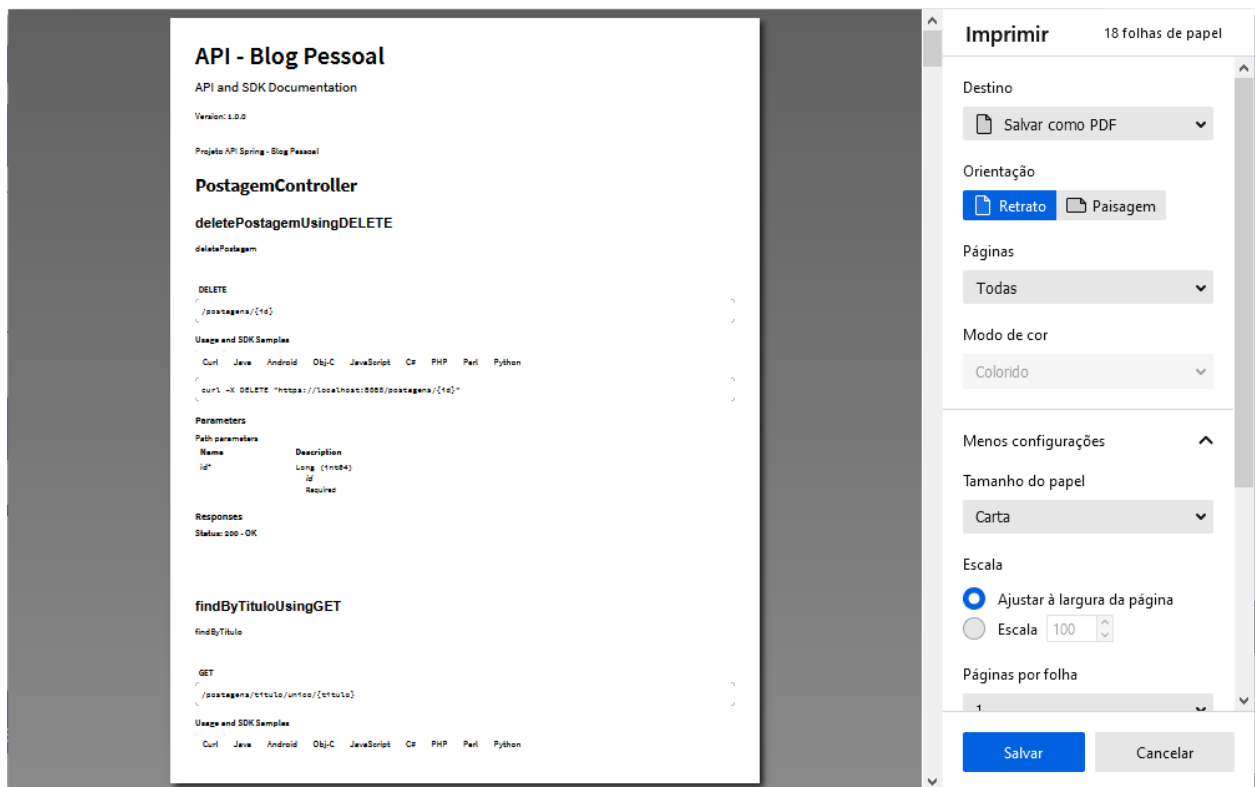 API - Blog Pessoal
API and SDK Documentation
Version: 1.0.0
Projeto API Spring - Blog Pessoal
PostagemController
deletePostagemUsingDELETE
deletePostagem
DELETE
/postagens/{id}
Usage and SDK Samples
Curl Java Android Obj-C JavaScript C# PHP Perl Python
curl -X DELETE "https://localhost:8080/postagens/{id}"
Parameters
Path parameters
Name Description
id* Long (int64)
id
Required
Responses
Status: 200 - OK
findByTituloUsingGET
findByTitulo
GET
/postagens/titulo/unico/{titulo}
Usage and SDK Samples
Curl Java Android Obj-C JavaScript C# PHP Perl Python
Imprimir 18 folhas de papel
Destino
Salvar como PDF
Orientação
Retrato Paisagem
Páginas
Todas
Modo de cor
Colorido
Menos configurações
Tamanho do papel
Carta
Escala
Ajustar à largura da página
Escala 100
Páginas por folha
1
Salvar Cancelar